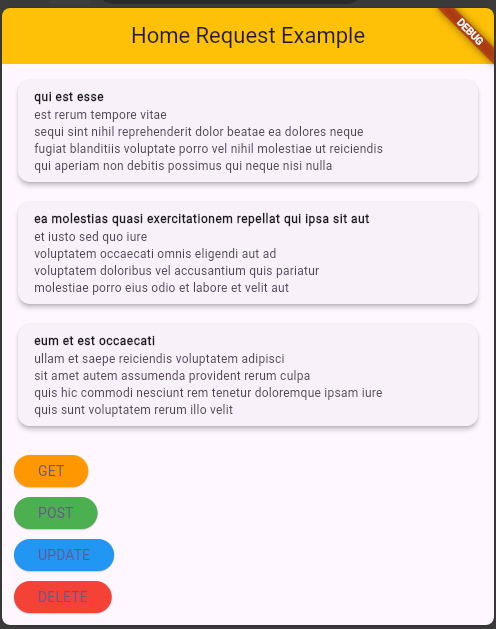 Home Request Example
DEBUG
qui est esse
est rerum tempore vitae
sequi sint nihil reprehenderit dolor beatae ea dolores neque
fugiat blanditiis voluptate porro vel nihil molestiae ut reiciendis
qui aperiam non debitis possimus qui neque nisi nulla
ea molestias quasi exercitationem repellat qui ipsa sit aut
et iusto sed quo iure
voluptatem occaecati omnis eligendi aut ad
voluptatem doloribus vel accusantium quis pariatur
molestiae porro eius odio et labore et velit aut
eum et est occaecati
ullam et saepe reiciendis voluptatem adipisci
sit amet autem assumenda provident rerum culpa
quis hic commodi nesciunt rem tenetur doloremque ipsam iure
quis sunt voluptatem rerum illo velit
GET
POST
UPDATE
DELETE